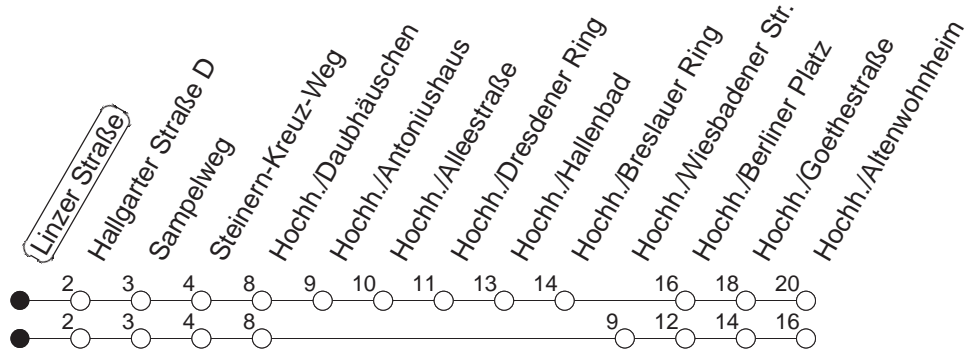 Linzer Straße
Hallgarter Straße D
Sampelweg
Steinern-Kreuz-Weg
Hochh./Daubhäuschen
Hochh./Antoniushaus
Hochh./Alleestraße
Hochh./Dresdener Ring
Hochh./Hallenbad
Hochh./Breslauer Ring
Hochh./Wiesbadener Str.
Hochh./Berliner Platz
Hochh./Goethestraße
Hochh./Altenwohnheim
2 3 4 8 9 10 11 13 14 16 18 20
2 3 4 8 9 12 14 16